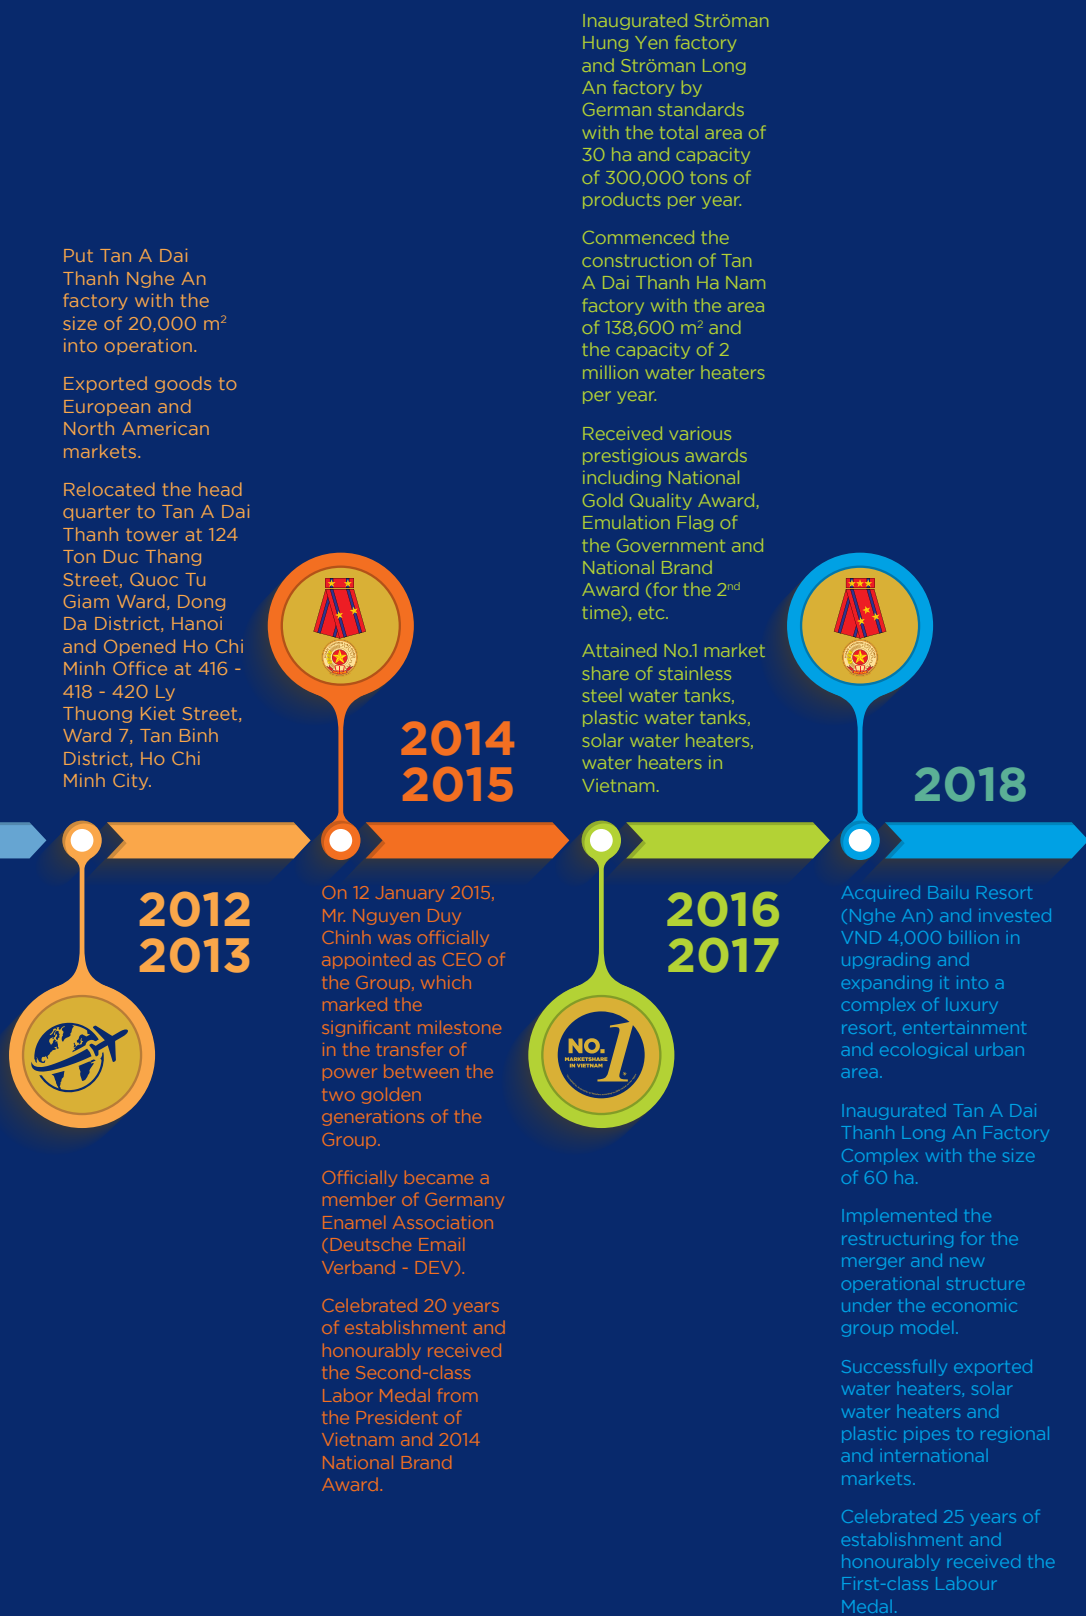 Put Tan A Dai
Thanh Nghe An
factory with the
size of 20,000 m²
into operation.
Exported goods to
European and
North American
markets.
Relocated the head
quarter to Tan A Dai
Thanh tower at 124
Ton Duc Thang
Street, Quoc Tu
Giam Ward, Dong
Da District, Hanoi
and Opened Ho Chi
Minh Office at 416 -
418 - 420 Ly
Thuong Kiet Street,
Ward 7, Tan Binh
District, Ho Chi
Minh City.
2012
2013
2014
2015
On 12 January 2015,
Mr. Nguyen Duy
Chinh was officially
appointed as CEO of
the Group, which
marked the
significant milestone
in the transfer of
power between the
two golden
generations of the
Group.
Officially became a
member of Germany
Enamel Association
(Deutsche Email
Verband - DEV).
Celebrated 20 years
of establishment and
honourably received
the Second-class
Labor Medal from
the President of
Vietnam and 2014
National Brand
Award.
Inaugurated Ströman
Hung Yen factory
and Ströman Long
An factory by
German standards
with the total area of
30 ha and capacity
of 300,000 tons of
products per year.
Commenced the
construction of Tan
A Dai Thanh Ha Nam
factory with the area
of 138,600 m² and
the capacity of 2
million water heaters
per year.
Received various
prestigious awards
including National
Gold Quality Award,
Emulation Flag of
the Government and
National Brand
Award (for the 2nd
time), etc.
Attained No.1 market
share of stainless
steel water tanks,
plastic water tanks,
solar water heaters,
water heaters in
Vietnam.
2016
2017
NO. 1
MARKETSHARE
IN VIETNAM
2018
Acquired Bailu Resort
(Nghe An) and invested
VND 4,000 billion in
upgrading and
expanding it into a
complex of luxury
resort, entertainment
and ecological urban
area.
Inaugurated Tan A Dai
Thanh Long An Factory
Complex with the size
of 60 ha.
Implemented the
restructuring for the
merger and new
operational structure
under the economic
group model.
Successfully exported
water heaters, solar
water heaters and
plastic pipes to regional
and international
markets.
Celebrated 25 years of
establishment and
honourably received the
First-class Labour
Medal.